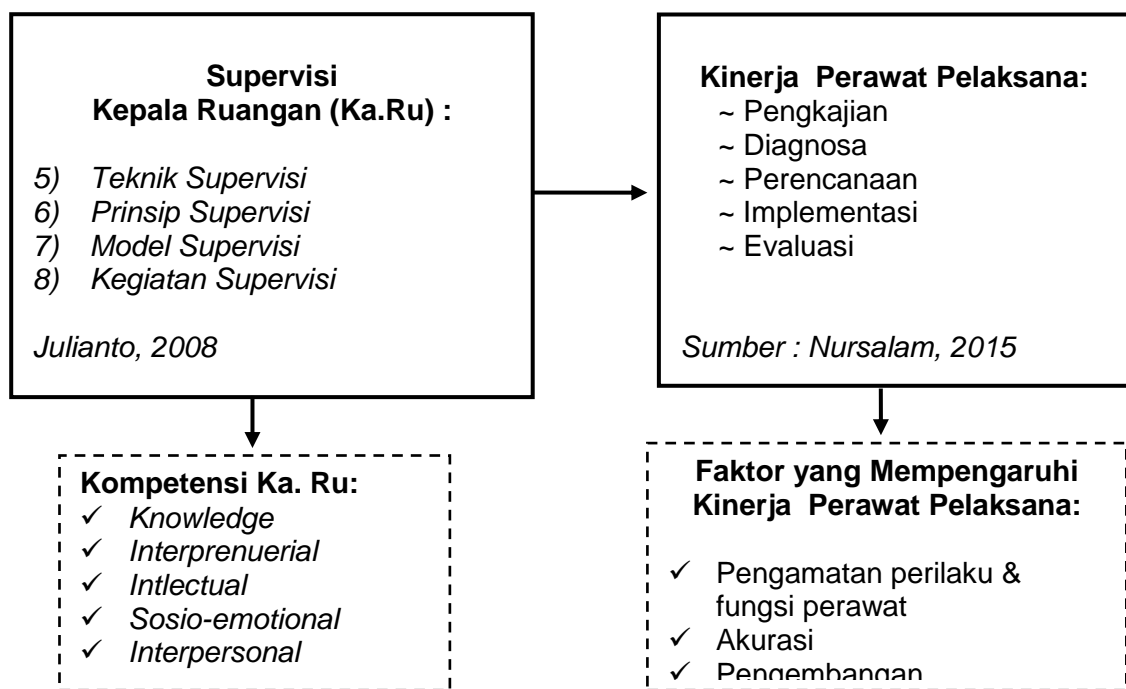 Supervisi
Kepala Ruangan (Ka.Ru) :
5) Teknik Supervisi
6) Prinsip Supervisi
7) Model Supervisi
8) Kegiatan Supervisi
Julianto, 2008
Kinerja Perawat Pelaksana:
~ Pengkajian
~ Diagnosa
~ Perencanaan
~ Implementasi
~ Evaluasi
Sumber : Nursalam, 2015
Kompetensi Ka. Ru:
✓ Knowledge
✓ Interprenuerial
✓ Intlectual
✓ Sosio-emotional
✓ Interpersonal
Faktor yang Mempengaruhi
Kinerja Perawat Pelaksana:
✓ Pengamatan perilaku &
fungsi perawat
✓ Akurasi
✓ Pengembangan